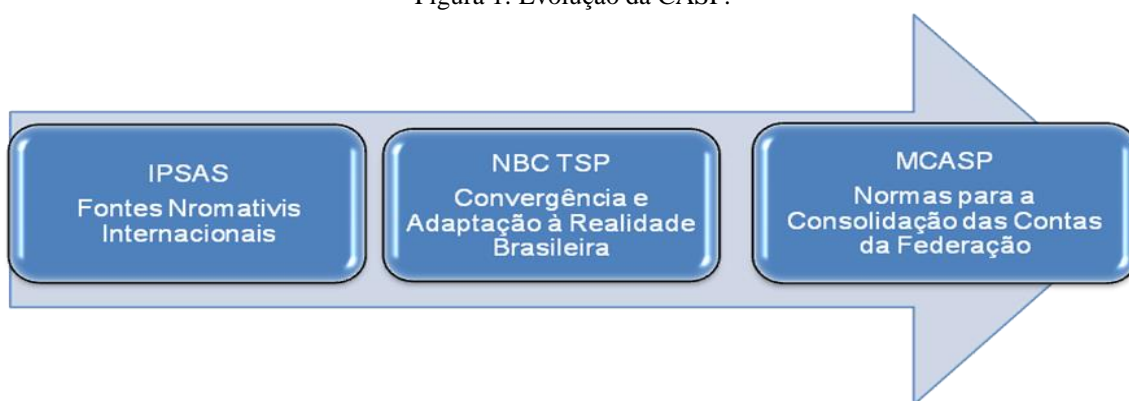 Figura 1: Evolução da CASP.
IPSAS
Fontes Nromativis
Internacionais
NBC TSP
Convergência e
Adaptação à Realidade
Brasileira
MCASP
Normas para a
Consolidação das Contas
da Federação